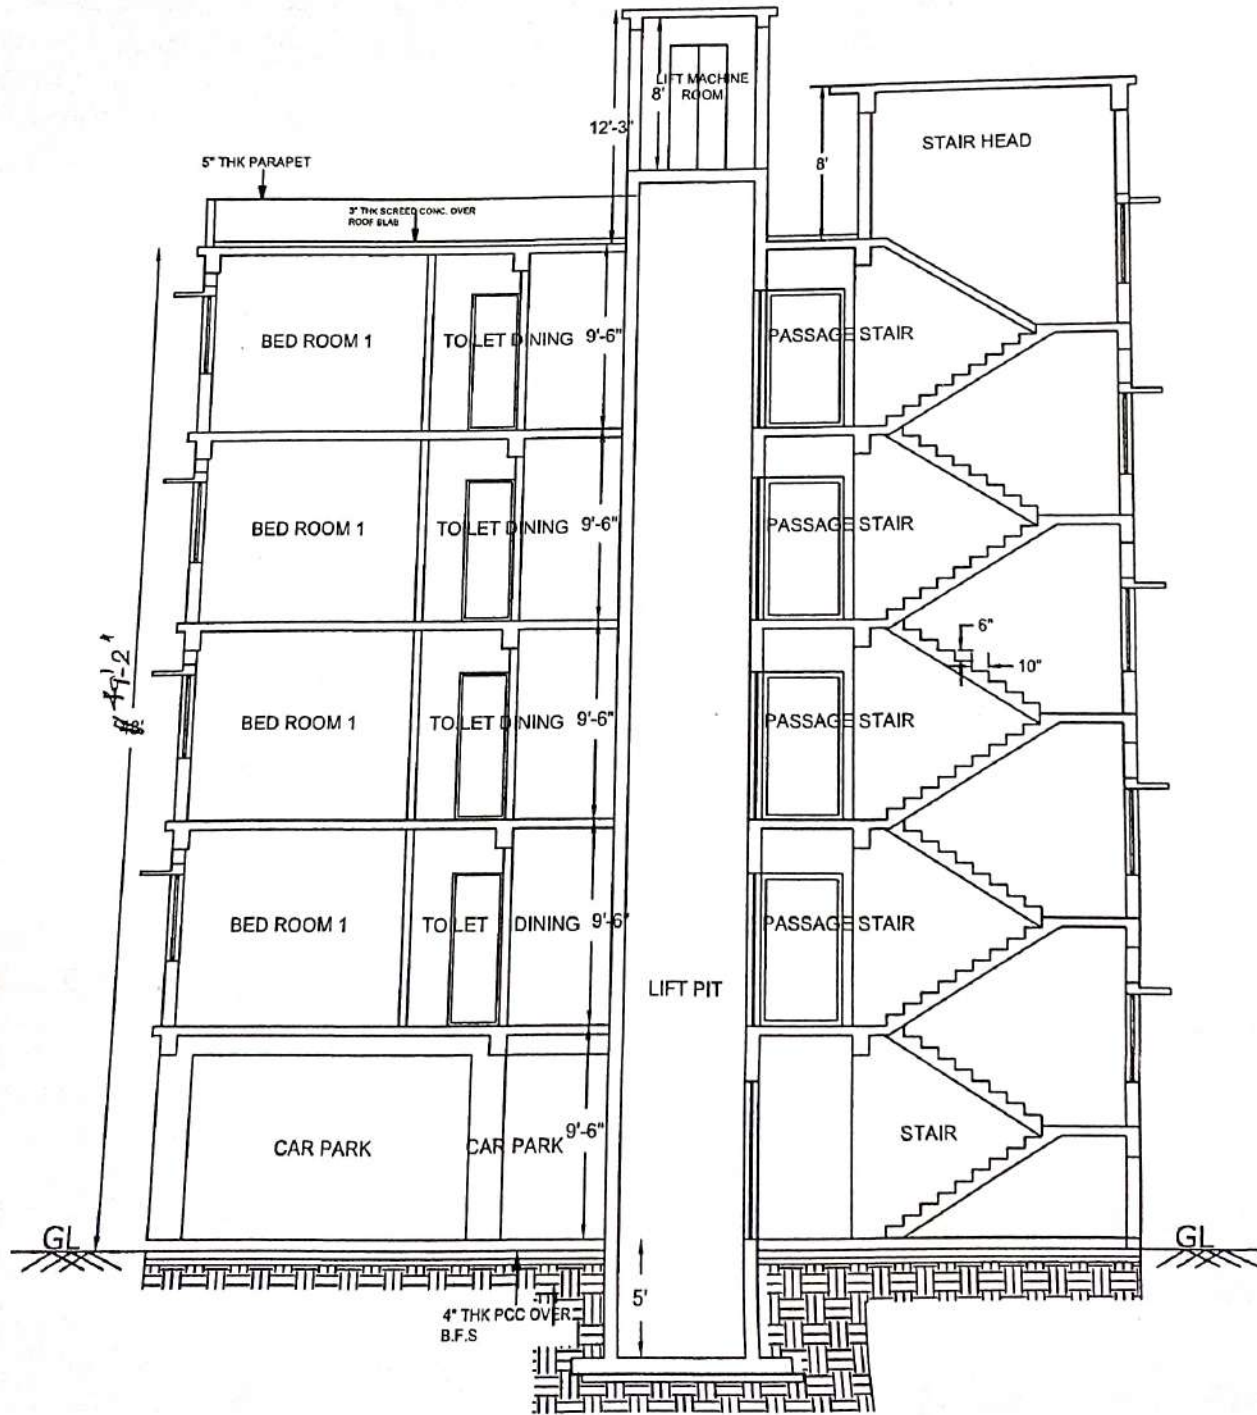 LIFT MACHINE
ROOM
8'
12'-3"
STAIR HEAD
8'
5" THK PARAPET
3" THK SCREED CONC. OVER
ROOF SLAB
BED ROOM 1
TOILET DINING
9'-6"
PASSAGE STAIR
BED ROOM 1
TOILET DINING
9'-6"
PASSAGE STAIR
6"
10"
49'-2"
BED ROOM 1
TOILET DINING
9'-6"
PASSAGE STAIR
BED ROOM 1
TOILET DINING
9'-6"
PASSAGE STAIR
LIFT PIT
CAR PARK
CAR PARK
9'-6"
STAIR
GL
GL
5'
4" THK PCC OVER
B.F.S